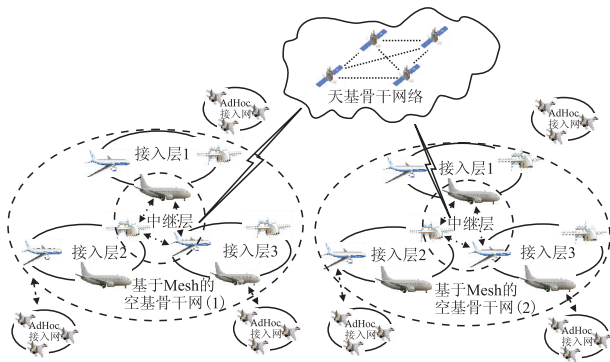 天基骨干网络
AdHoc
接入网
AdHoc
接入网
接入层1
中继层
接入层2
接入层3
基于Mesh的
空基骨干网(1)
接入层1
中继层
接入层2
接入层3
基于Mesh的
空基骨干网(2)
AdHoc
接入网
AdHoc
接入网
AdHoc
接入网
AdHoc
接入网